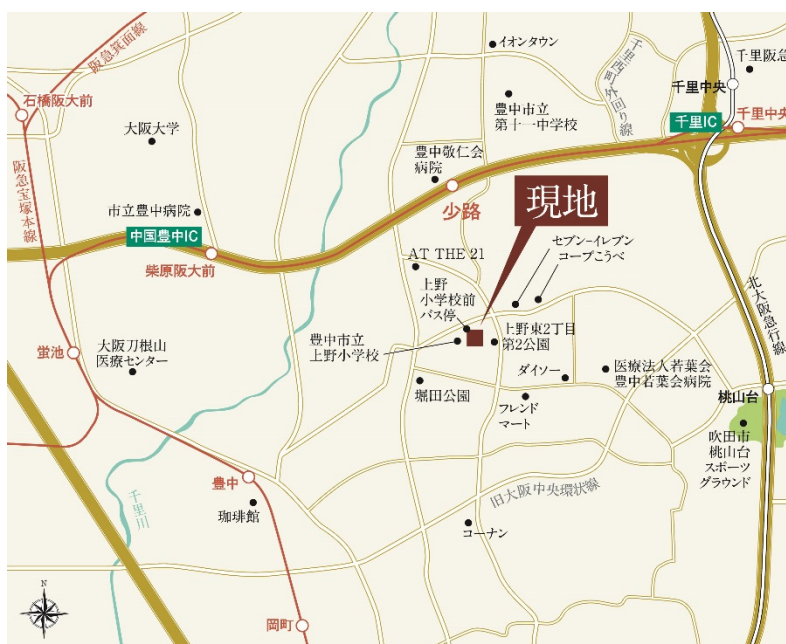 阪急箕面線
イオンタウン
千里西町外回り線
千里阪急
千里中央
石橋阪大前
大阪大学
豊中市立
第十一中学校
千里IC
千里中央
阪急宝塚本線
豊中敬仁会
病院
少路
市立豊中病院
現地
中国豊中IC
柴原阪大前
AT THE 21
セブン-イレブン
コープこうべ
北大阪急行線
上野
小学校前
バス停
豊中市立
上野小学校
上野東2丁目
第2公園
蛍池
大阪刀根山
医療センター
ダイソー
医療法人若葉会
豊中若葉会病院
堀田公園
フレンド
マート
桃山台
吹田市
桃山台
スポーツ
グラウンド
豊中
旧大阪中央環状線
千里川
珈琲館
コーナン
N
岡町